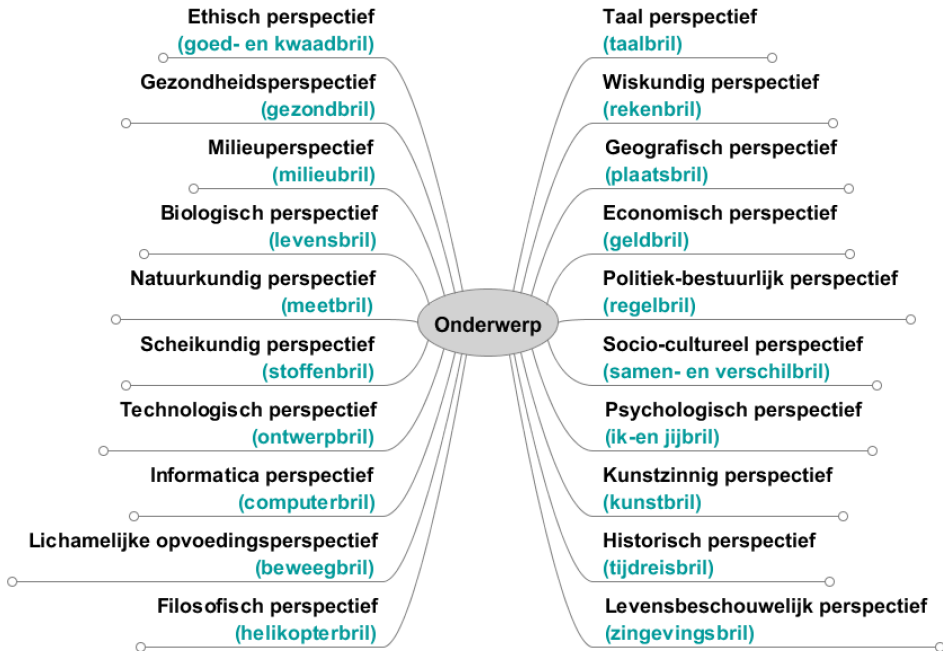 Ethisch perspectief
(goed- en kwaadbril)
Gezondheidsperspectief
(gezondbril)
Milieuperspectief
(milieubril)
Biologisch perspectief
(levensbril)
Natuurkundig perspectief
(meetbril)
Scheikundig perspectief
(stoffenbril)
Technologisch perspectief
(ontwerpbril)
Informatica perspectief
(computerbril)
Lichamelijke opvoedingsperspectief
(beweegbril)
Filosofisch perspectief
(helikopterbril)
Onderwerp
Taal perspectief
(taalbril)
Wiskundig perspectief
(rekenbril)
Geografisch perspectief
(plaatsbril)
Economisch perspectief
(geldbril)
Politiek-bestuurlijk perspectief
(regelbril)
Socio-cultureel perspectief
(samen- en verschilbril)
Psychologisch perspectief
(ik-en jijbril)
Kunstzinnig perspectief
(kunstbril)
Historisch perspectief
(tijdreisbril)
Levensbeschouwelijk perspectief
(zingevingsbril)